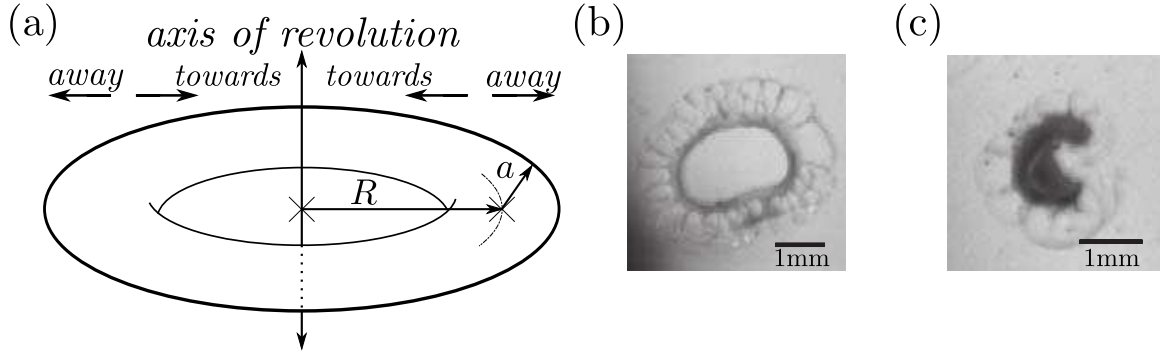 (a)
axis of revolution
away towards towards away
R
a
(b)
1mm
(c)
1mm